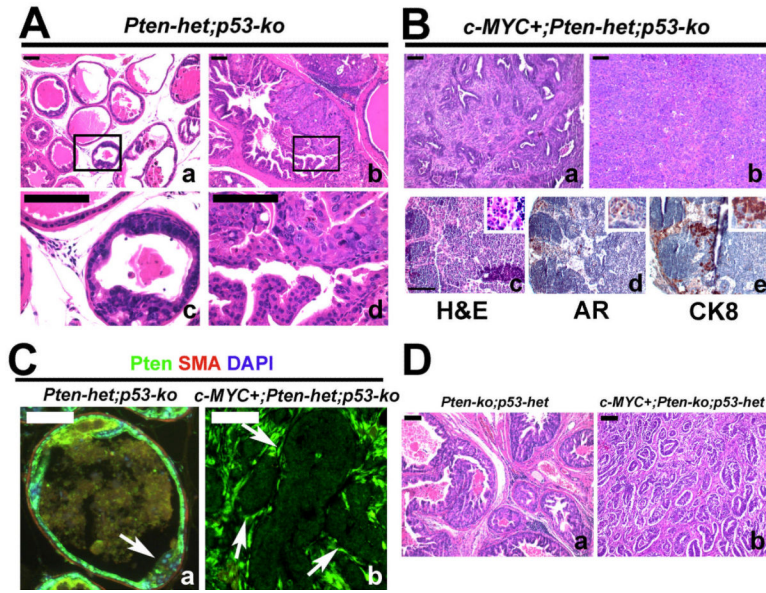 A
Pten-het;p53-ko
a
b
c
d
B
c-MYC+;Pten-het;p53-ko
a
b
c
d
e
H&E
AR
CK8
C
Pten SMA DAPI
Pten-het;p53-ko
c-MYC+;Pten-het;p53-ko
a
b
D
Pten-ko;p53-het
c-MYC+;Pten-ko;p53-het
a
b